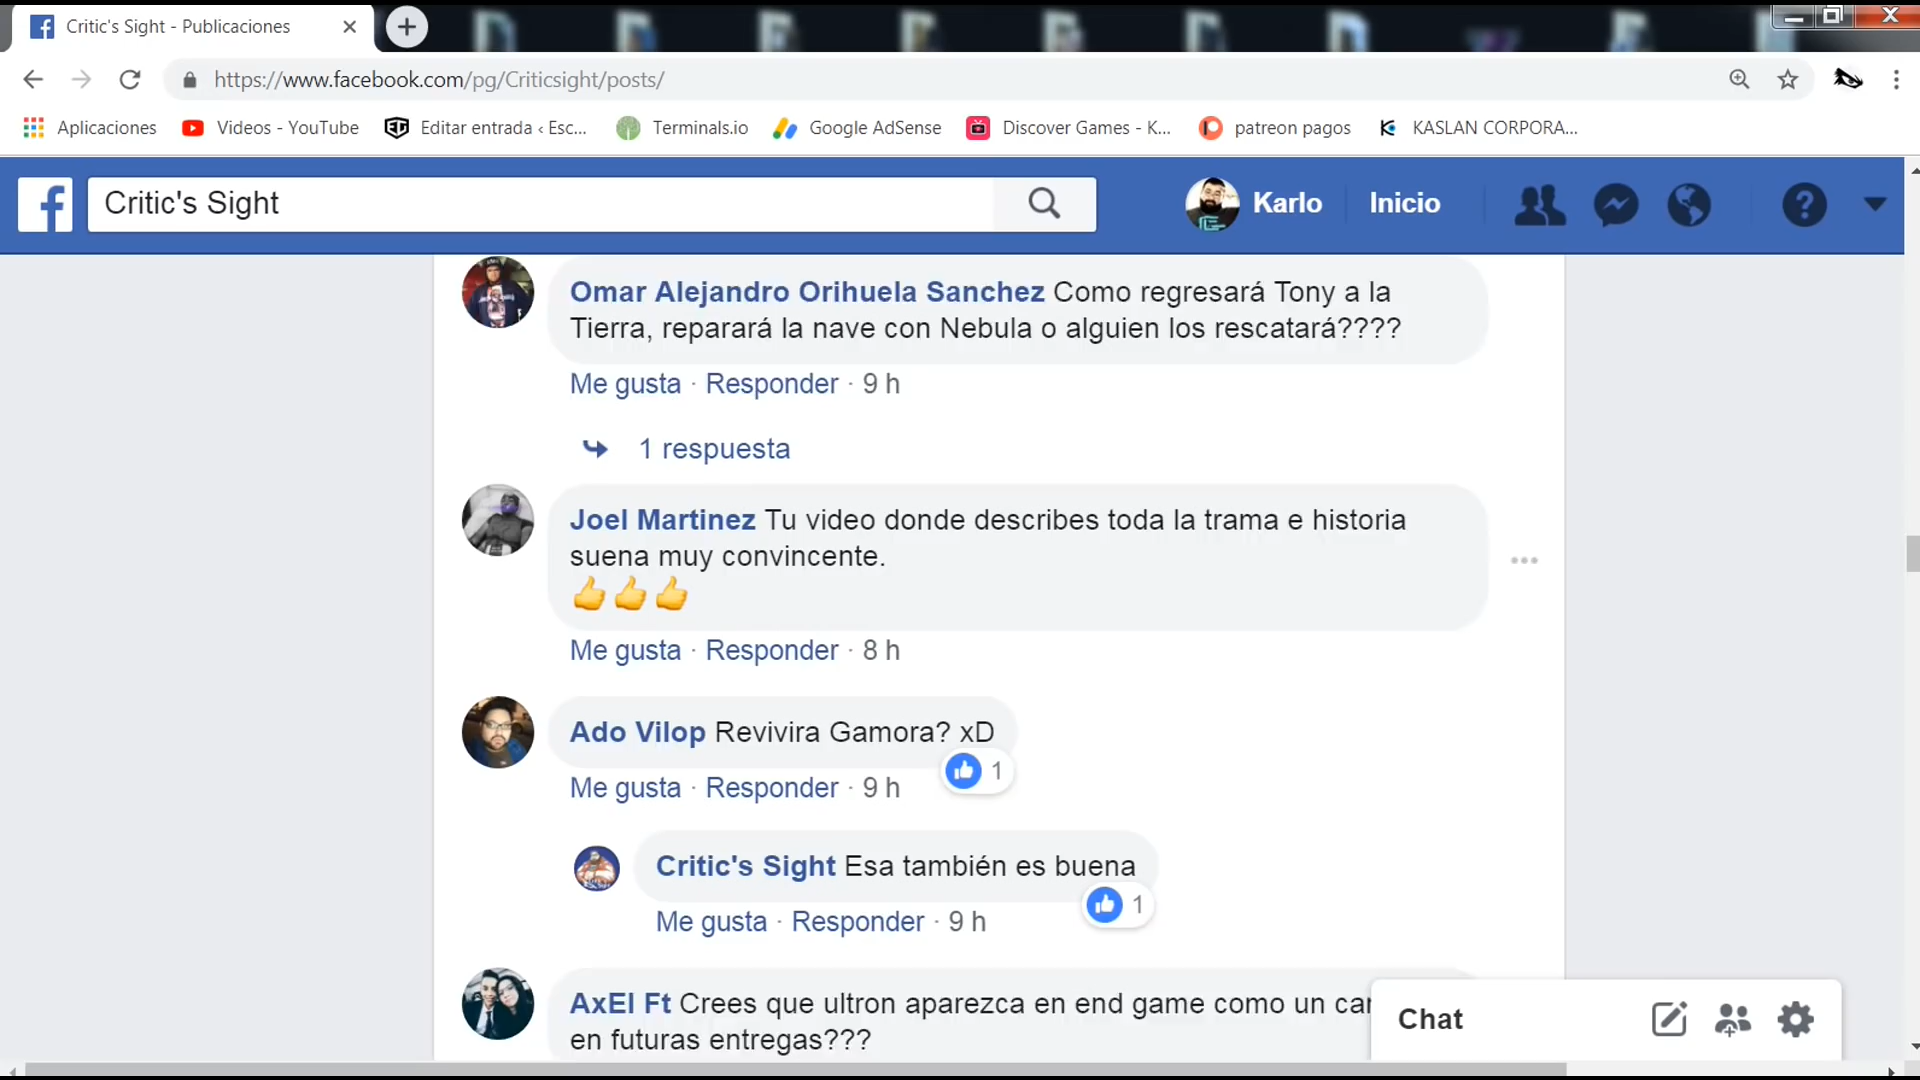 Critic's Sight - Publicaciones
https://www.facebook.com/pg/Criticsight/posts/
Aplicaciones Videos - YouTube Editar entrada ‹ Esc... Terminals.io Google AdSense Discover Games - K... patreon pagos KASLAN CORPORA...
Critic's Sight Karlo Inicio
Omar Alejandro Orihuela Sanchez Como regresará Tony a la
Tierra, reparará la nave con Nebula o alguien los rescatará????
Me gusta · Responder · 9 h
1 respuesta
Joel Martinez Tu video donde describes toda la trama e historia
suena muy convincente.
👍👍👍
Me gusta · Responder · 8 h
Ado Vilop Revivira Gamora? xD
1
Me gusta · Responder · 9 h
Critic's Sight Esa también es buena
1
Me gusta · Responder · 9 h
AxEl Ft Crees que ultron aparezca en end game como un
en futuras entregas???
Chat